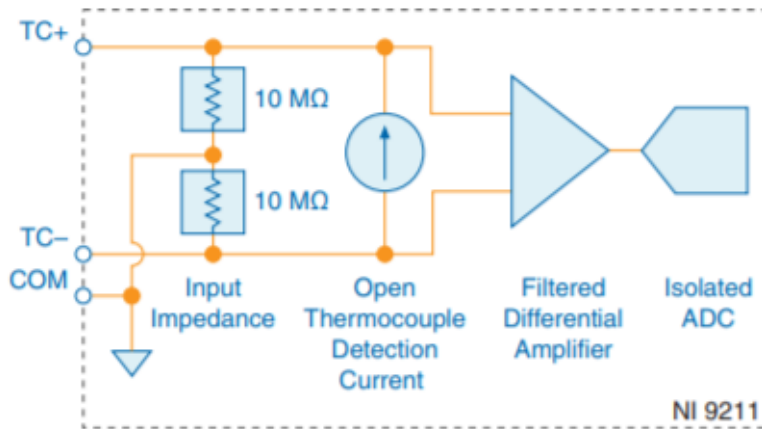 TC+
10 MΩ
10 MΩ
TC–
COM
Input
Impedance
Open
Thermocouple
Detection
Current
Filtered
Differential
Amplifier
Isolated
ADC
NI 9211